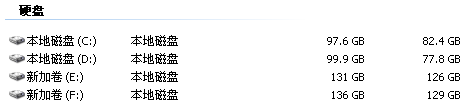 硬盘
本地磁盘 (C:) 本地磁盘 97.6 GB 82.4 GB
本地磁盘 (D:) 本地磁盘 99.9 GB 77.8 GB
新加卷 (E:) 本地磁盘 131 GB 126 GB
新加卷 (F:) 本地磁盘 136 GB 129 GB